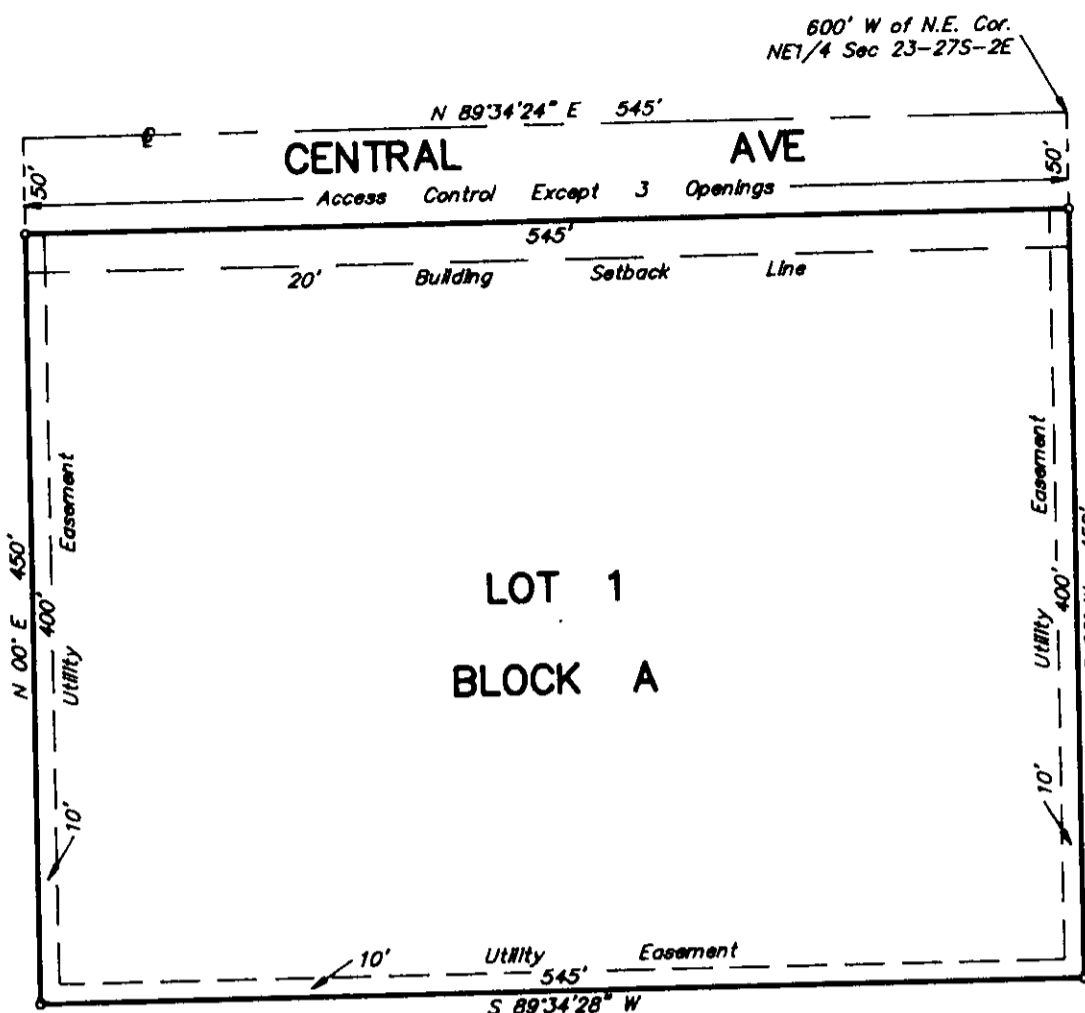 600' W of N.E. Cor.
NE1/4 Sec 23-27S-2E
N 89°34'24" E 545'
℄
CENTRAL AVE
50'
50'
Access Control Except 3 Openings
545'
20' Building Setback Line
Utility Easement
Utility Easement
N 00° E 450'
400'
400'
450'
LOT 1
BLOCK A
10'
10'
10' Utility Easement
545'
S 89°34'28" W